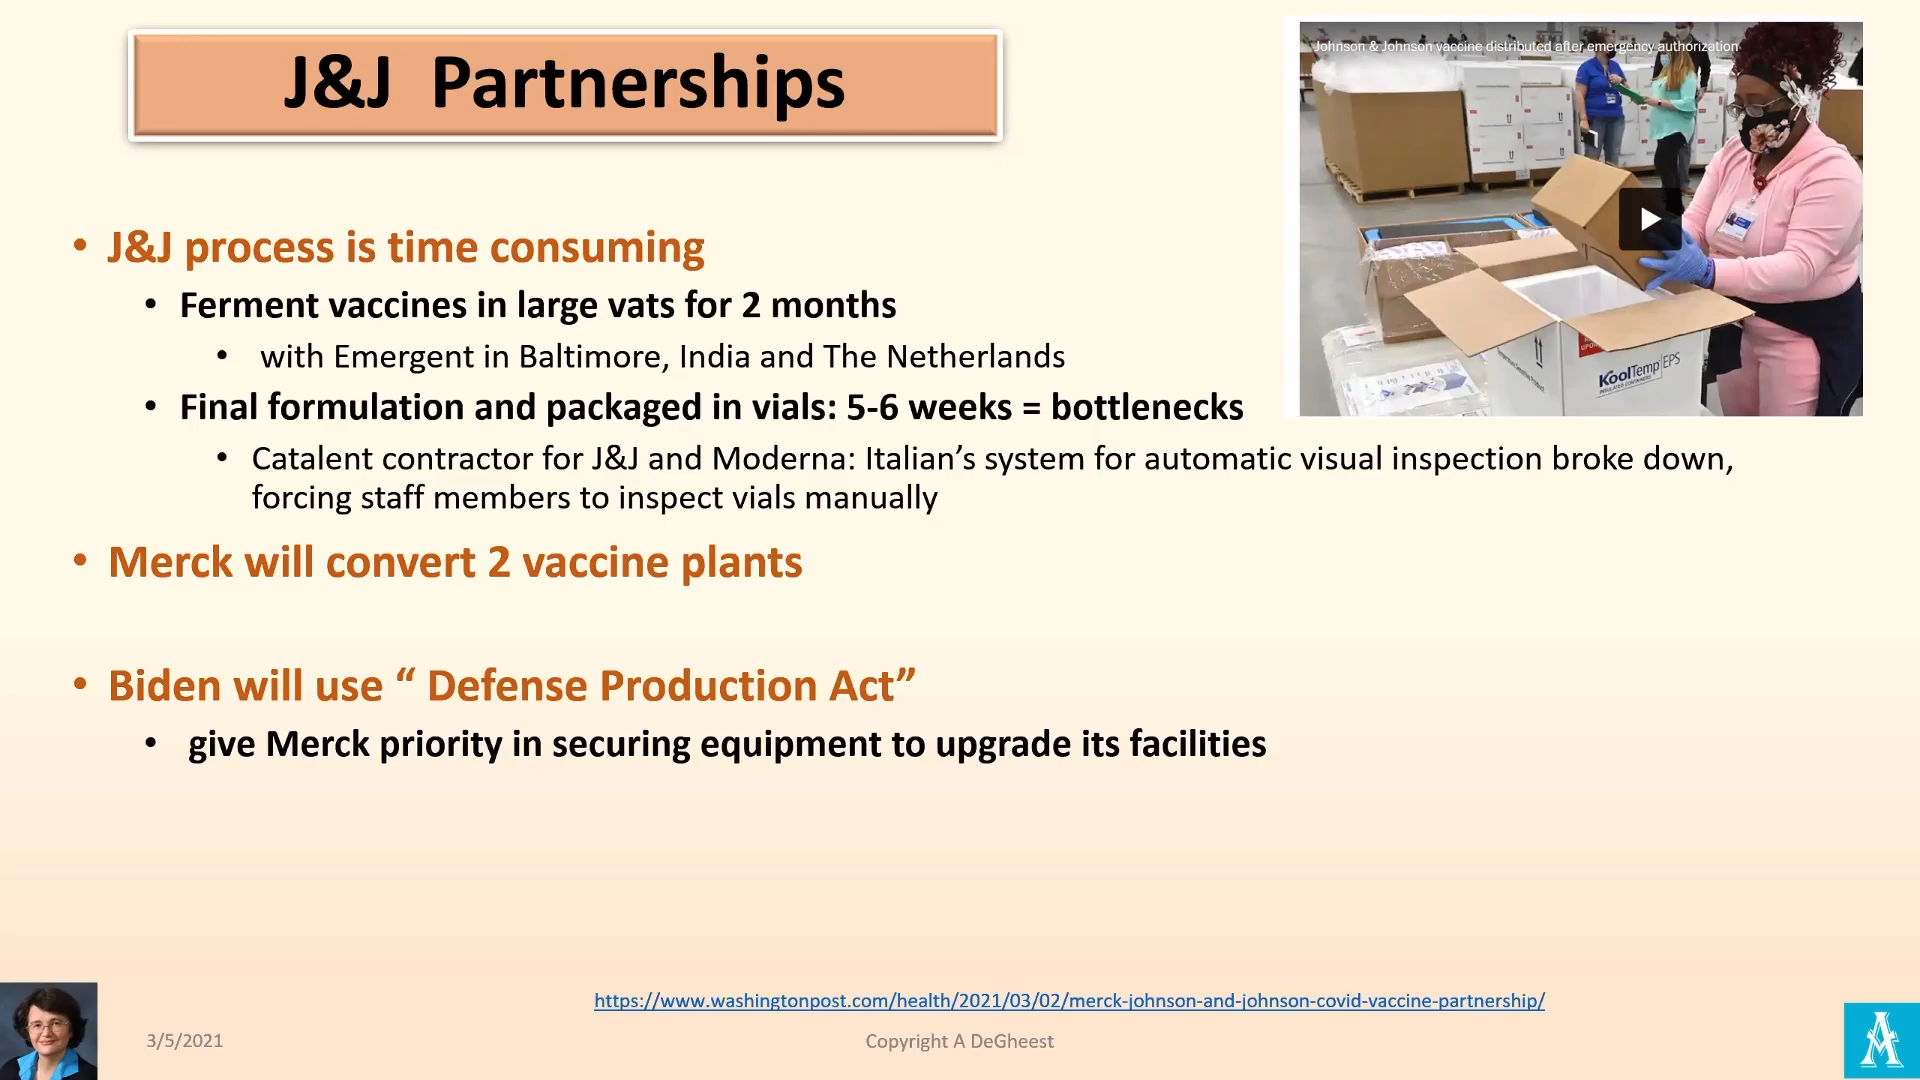 J&J Partnerships
Johnson & Johnson vaccine distributed after emergency authorization
• J&J process is time consuming
• Ferment vaccines in large vats for 2 months
• with Emergent in Baltimore, India and The Netherlands
• Final formulation and packaged in vials: 5-6 weeks = bottlenecks
• Catalent contractor for J&J and Moderna: Italian’s system for automatic visual inspection broke down,
forcing staff members to inspect vials manually
• Merck will convert 2 vaccine plants
• Biden will use “ Defense Production Act”
• give Merck priority in securing equipment to upgrade its facilities
KoolTemp EPS
https://www.washingtonpost.com/health/2021/03/02/merck-johnson-and-johnson-covid-vaccine-partnership/
3/5/2021
Copyright A DeGheest
A